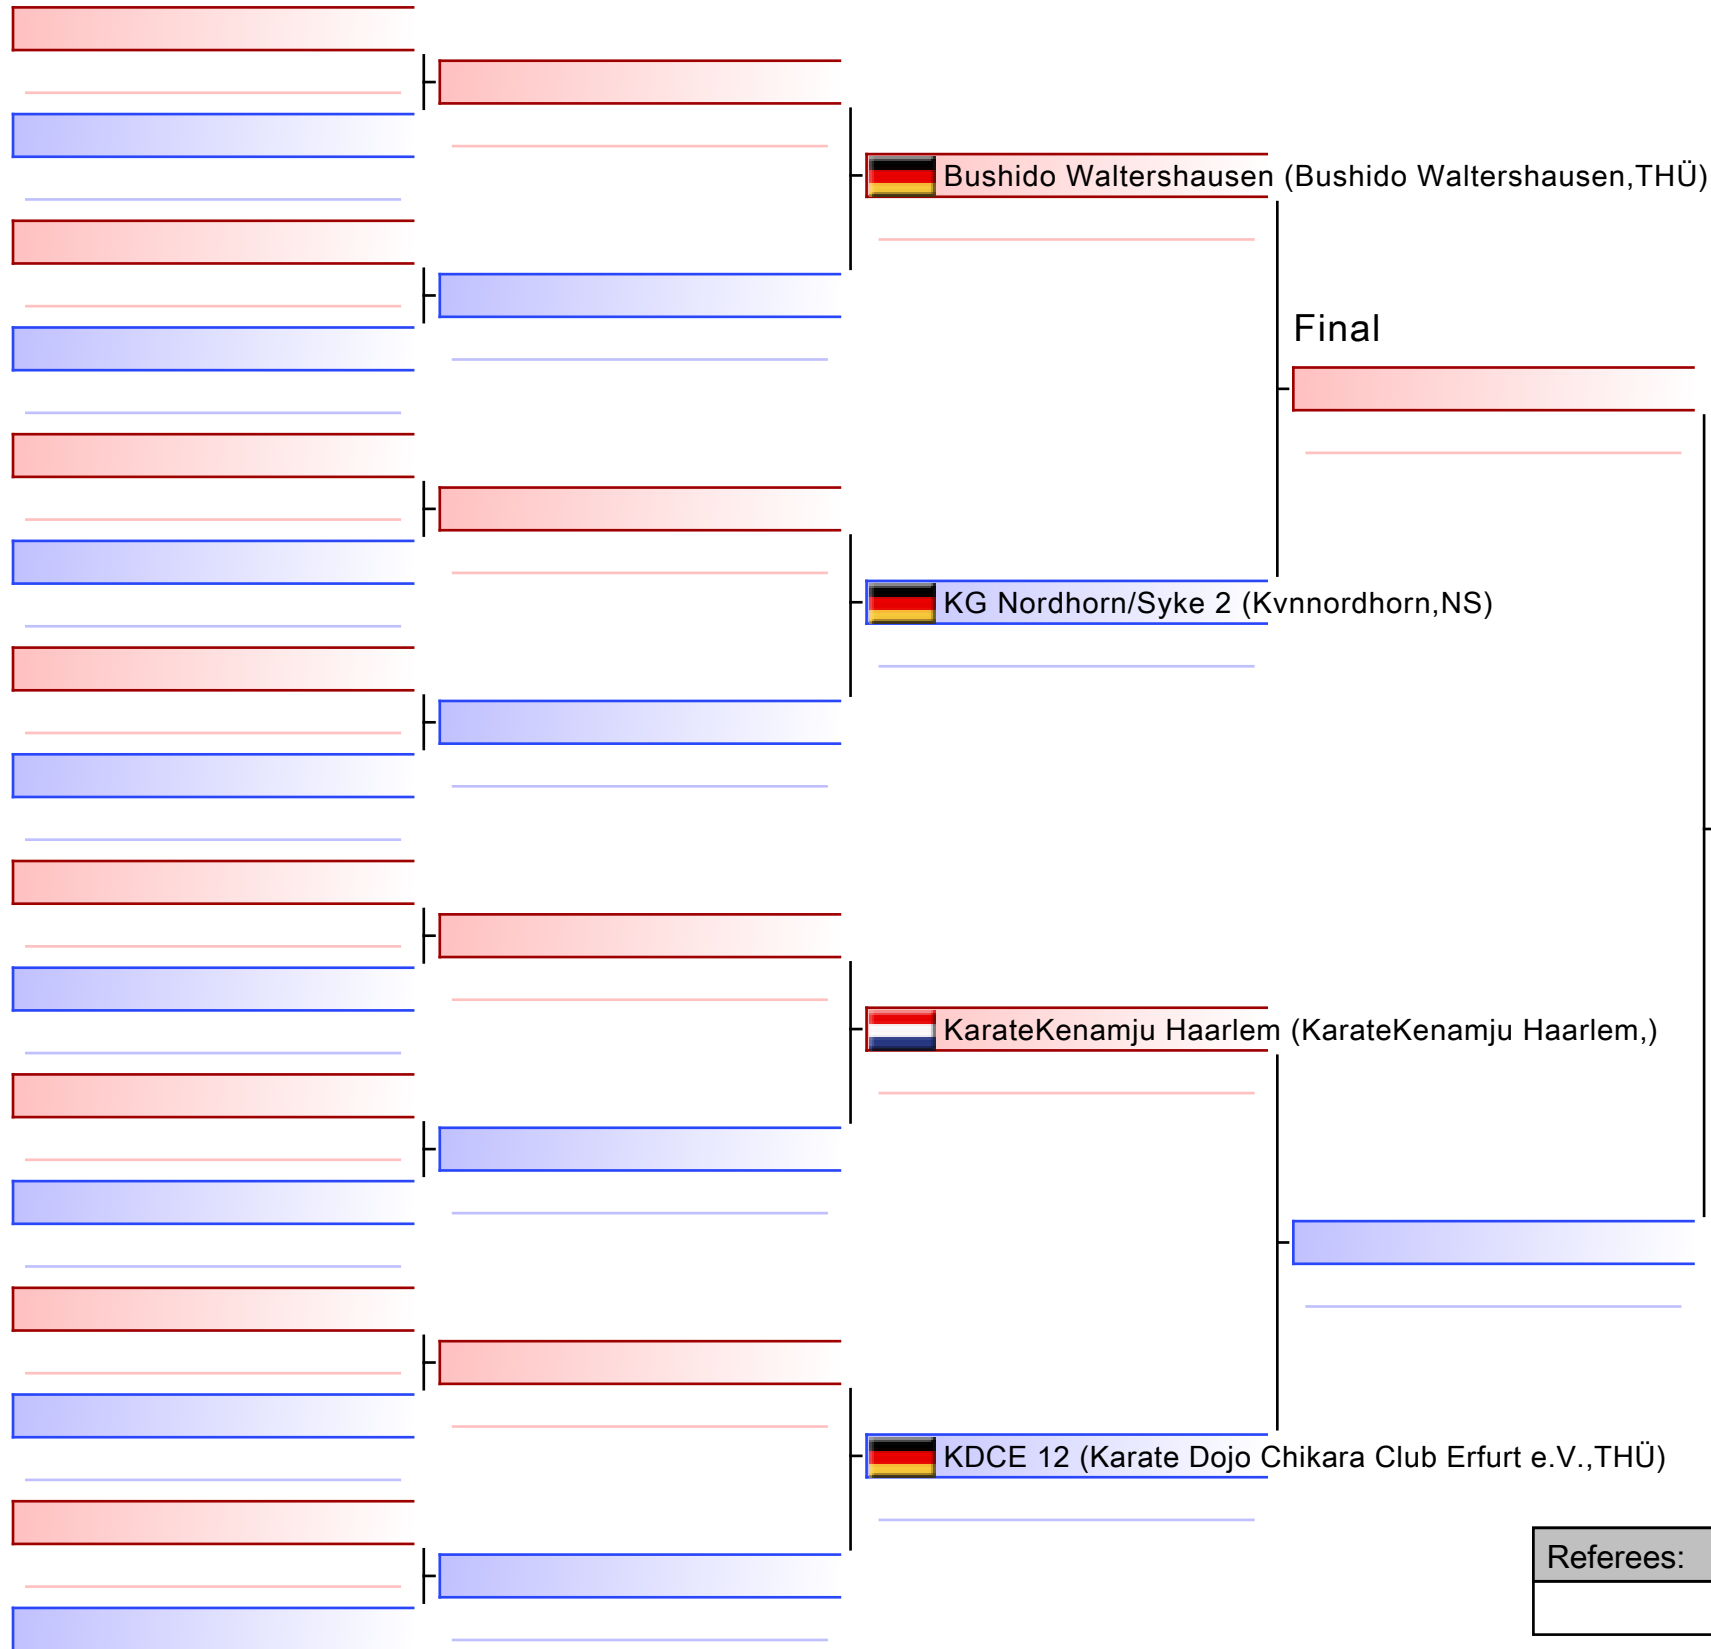 Bushido Waltershausen (Bushido Waltershausen,THÜ)
Final
KG Nordhorn/Syke 2 (Kvnnordhorn,NS)
KarateKenamju Haarlem (KarateKenamju Haarlem,)
KDCE 12 (Karate Dojo Chikara Club Erfurt e.V.,THÜ)
Referees: